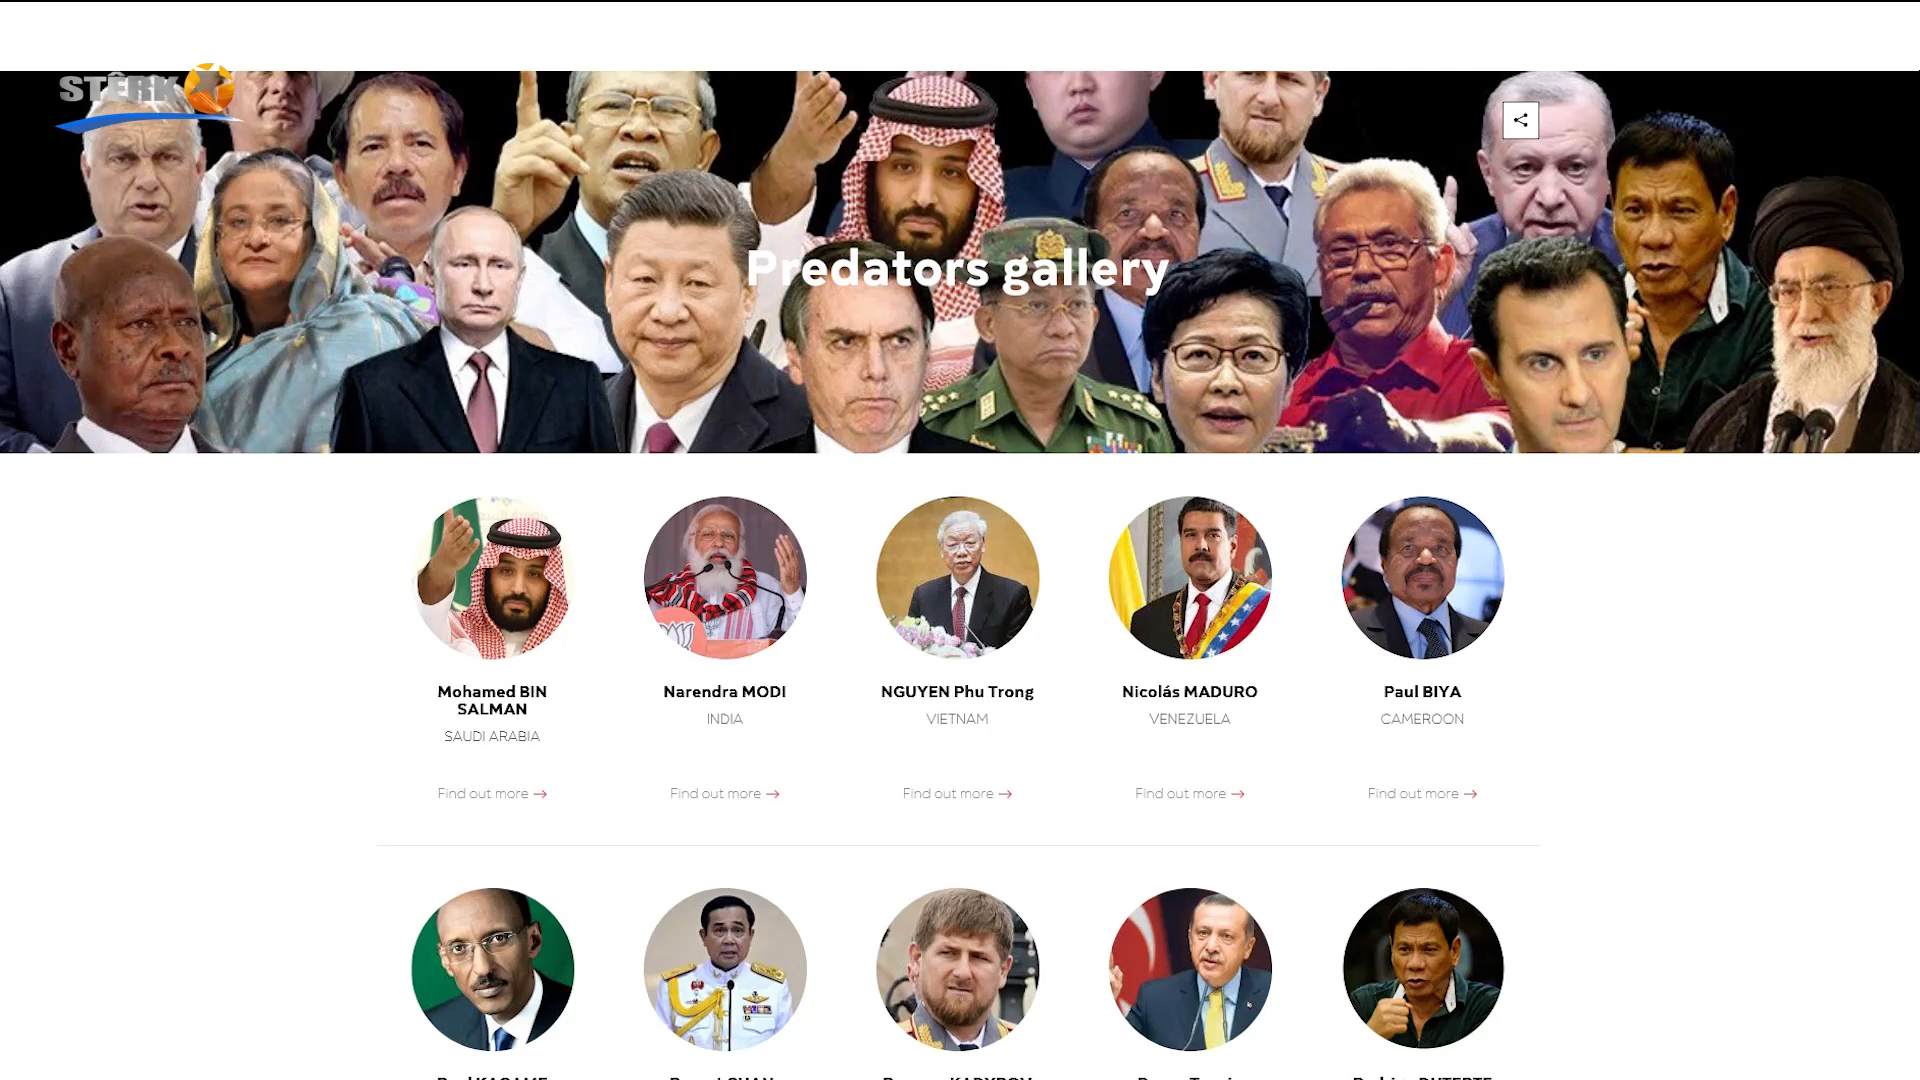 STÊRK
Predators gallery
Mohamed BIN
SALMAN
SAUDI ARABIA
Narendra MODI
INDIA
NGUYEN Phu Trong
VIETNAM
Nicolás MADURO
VENEZUELA
Paul BIYA
CAMEROON
Find out more →
Find out more →
Find out more →
Find out more →
Find out more →